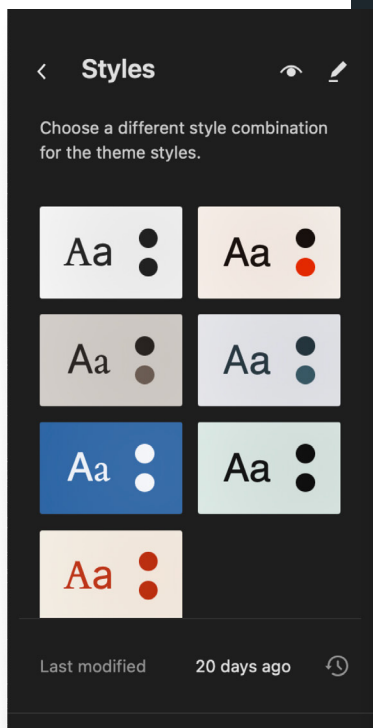 Styles
Choose a different style combination
for the theme styles.
Aa
Aa
Aa
Aa
Aa
Aa
Aa
Last modified 20 days ago